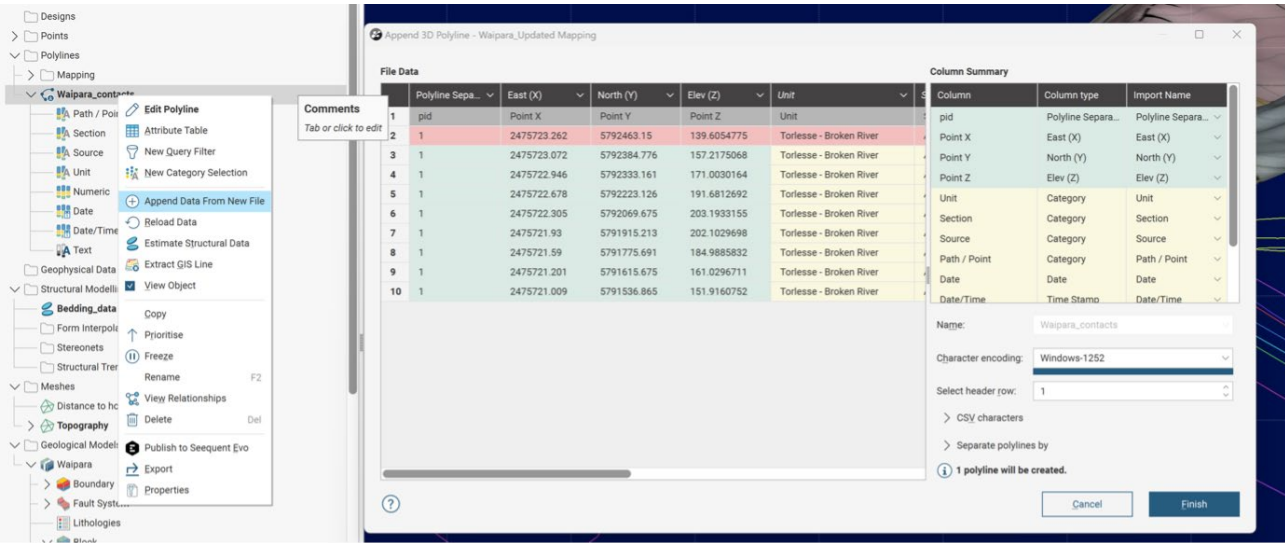 Designs
Points
Polylines
Mapping
Waipara_contacts
Path / Poi
Section
Source
Unit
Numeric
Date
Date/Time
Text
Geophysical Data
Structural Modelli
Bedding_data
Form Interpola
Stereonets
Structural Tren
Meshes
Distance to ho
Topography
Geological Models
Waipara
Boundary
Fault System
Lithologies
Block
Edit Polyline
Attribute Table
New Query Filter
New Category Selection
Append Data From New File
Reload Data
Estimate Structural Data
Extract GIS Line
View Object
Copy
Prioritise
Freeze
Rename F2
View Relationships
Delete Del
Publish to Seequent Evo
Export
Properties
Comments
Tab or click to edit
Append 3D Polyline - Waipara_Updated Mapping
File Data
Polyline Sepa... East (X) North (Y) Elev (Z) Unit S
1 pid Point X Point Y Point Z Unit
2 1 2475723.262 5792463.15 139.6054775 Torlesse - Broken River
3 1 2475723.072 5792384.776 157.2175068 Torlesse - Broken River
4 1 2475722.946 5792333.161 171.0030164 Torlesse - Broken River
5 1 2475722.678 5792223.126 191.6812692 Torlesse - Broken River
6 1 2475722.305 5792069.675 203.1933155 Torlesse - Broken River
7 1 2475721.93 5791915.213 202.1029698 Torlesse - Broken River
8 1 2475721.59 5791775.691 184.9885832 Torlesse - Broken River
9 1 2475721.201 5791615.675 161.0296711 Torlesse - Broken River
10 1 2475721.009 5791536.865 151.9160752 Torlesse - Broken River
Column Summary
Column Column type Import Name
pid Polyline Separa... Polyline Separa...
Point X East (X) East (X)
Point Y North (Y) North (Y)
Point Z Elev (Z) Elev (Z)
Unit Category Unit
Section Category Section
Source Category Source
Path / Point Category Path / Point
Date Date Date
Date/Time Time Stamp Date/Time
Name: Waipara_contacts
Character encoding: Windows-1252
Select header row: 1
CSV characters
Separate polylines by
1 polyline will be created.
Cancel Finish